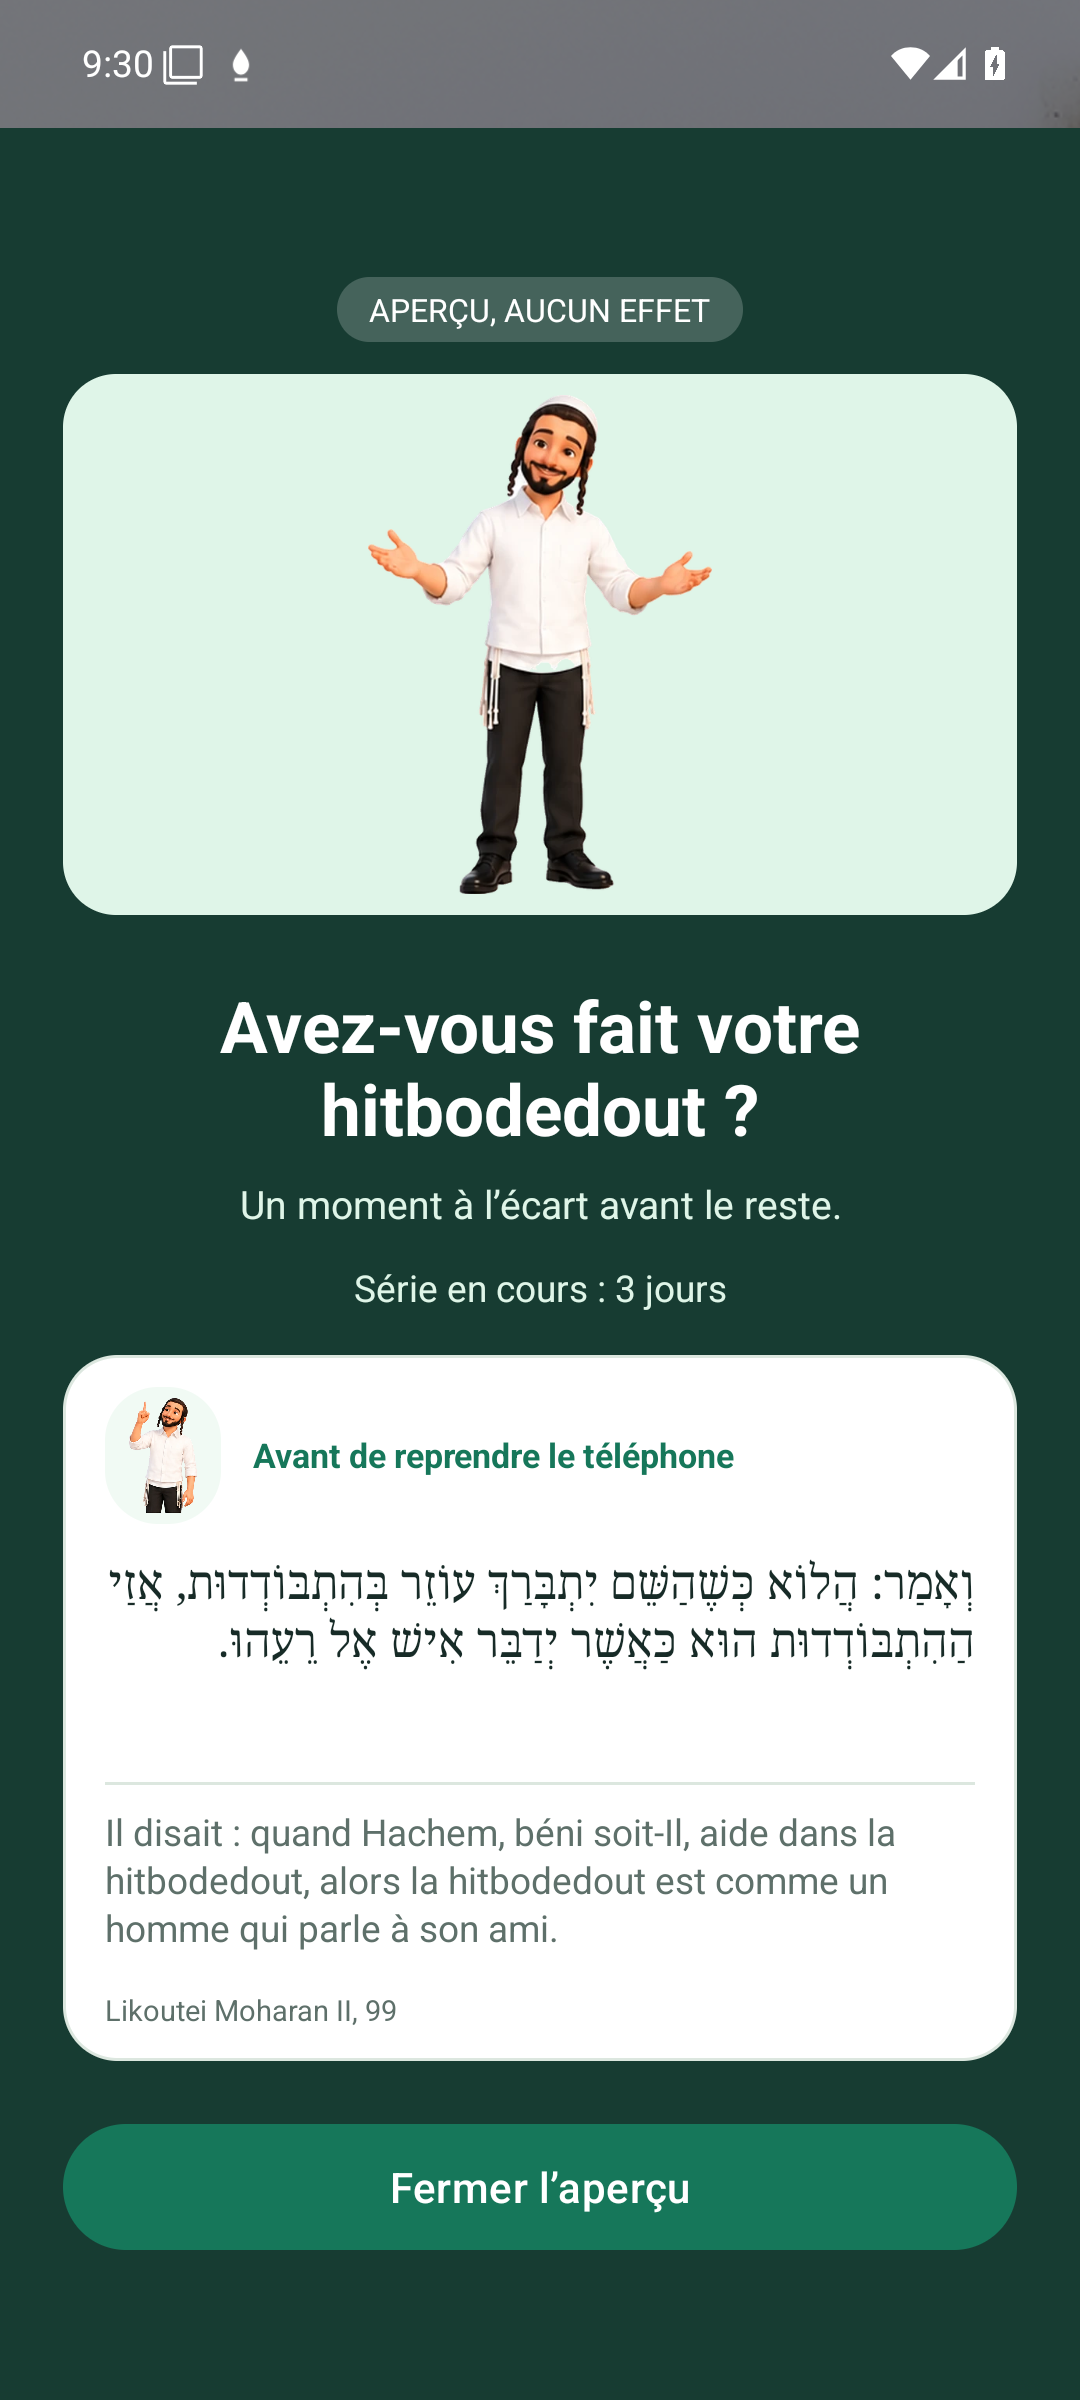 9:30
APERÇU, AUCUN EFFET
Avez-vous fait votre
hitbodedout ?
Un moment à l’écart avant le reste.
Série en cours : 3 jours
Avant de reprendre le téléphone
וְאָמַר: הֲלוֹא כְּשֶׁהַשֵּׁם יִתְבָּרַךְ עוֹזֵר בְּהִתְבּוֹדְדוּת, אֲזַי
הַהִתְבּוֹדְדוּת הוּא כַּאֲשֶׁר יְדַבֵּר אִישׁ אֶל רֵעֵהוּ.
Il disait : quand Hachem, béni soit-Il, aide dans la
hitbodedout, alors la hitbodedout est comme un
homme qui parle à son ami.
Likoutei Moharan II, 99
Fermer l’aperçu